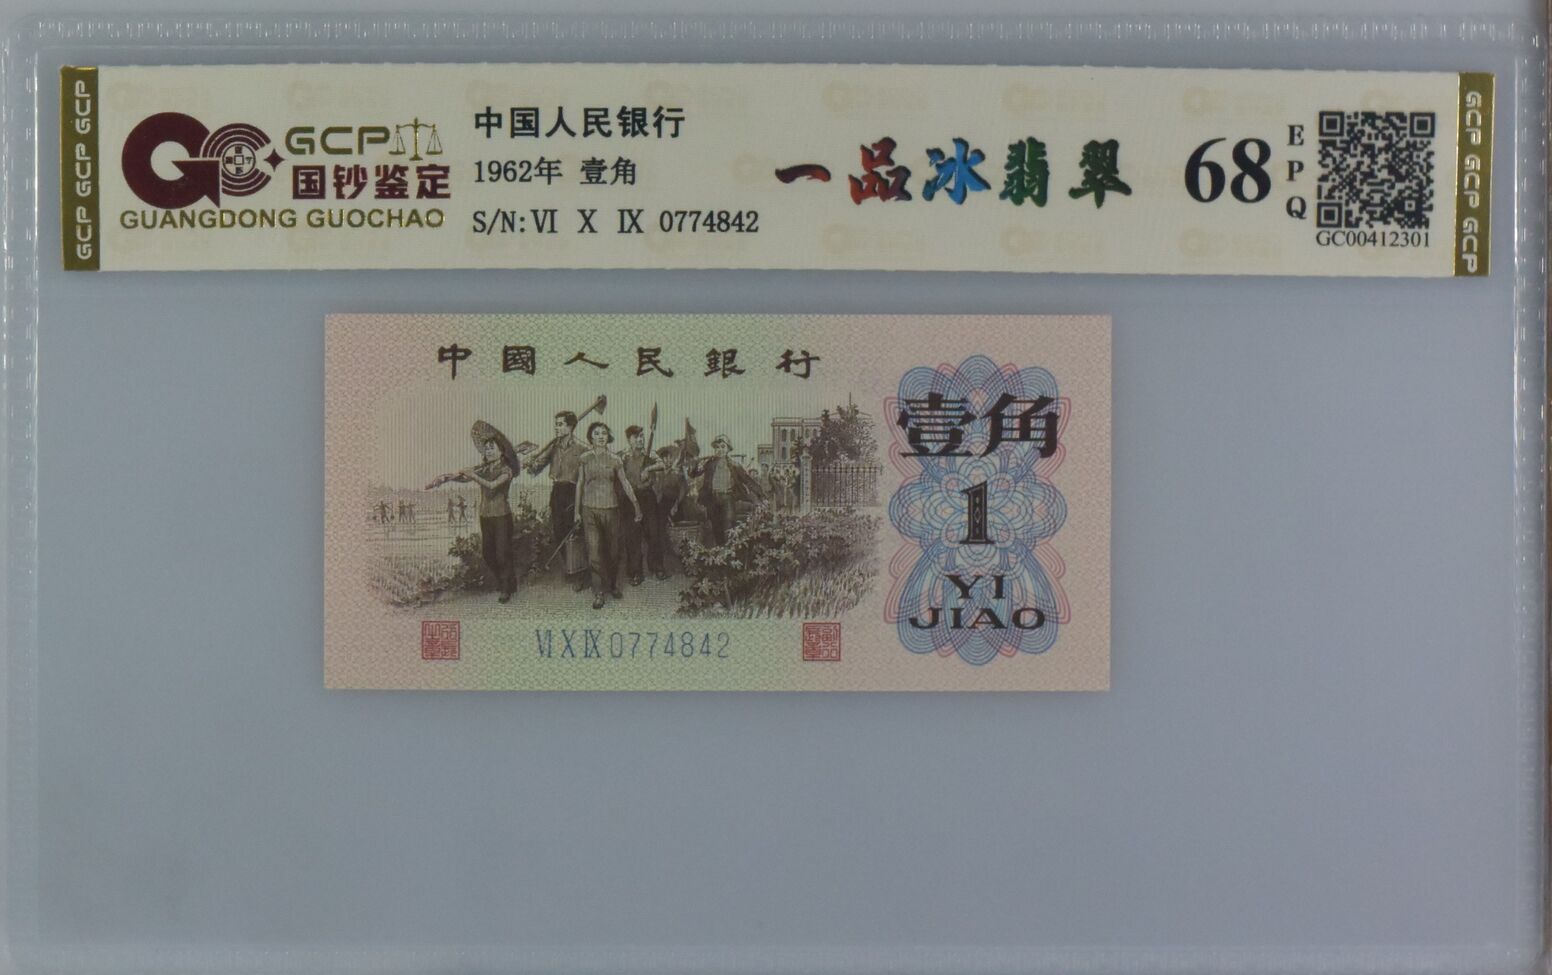 GCP GCP GCP
GCP
国钞鉴定
GUANGDONG GUOCHAO
中国人民银行
1962年 壹角
S/N: VI X IX 0774842
一品冰翡翠
68
EPQ
GC00412301
GCP GCP GCP
中國人民銀行
壹角
1
YI
JIAO
VI X IX 0774842